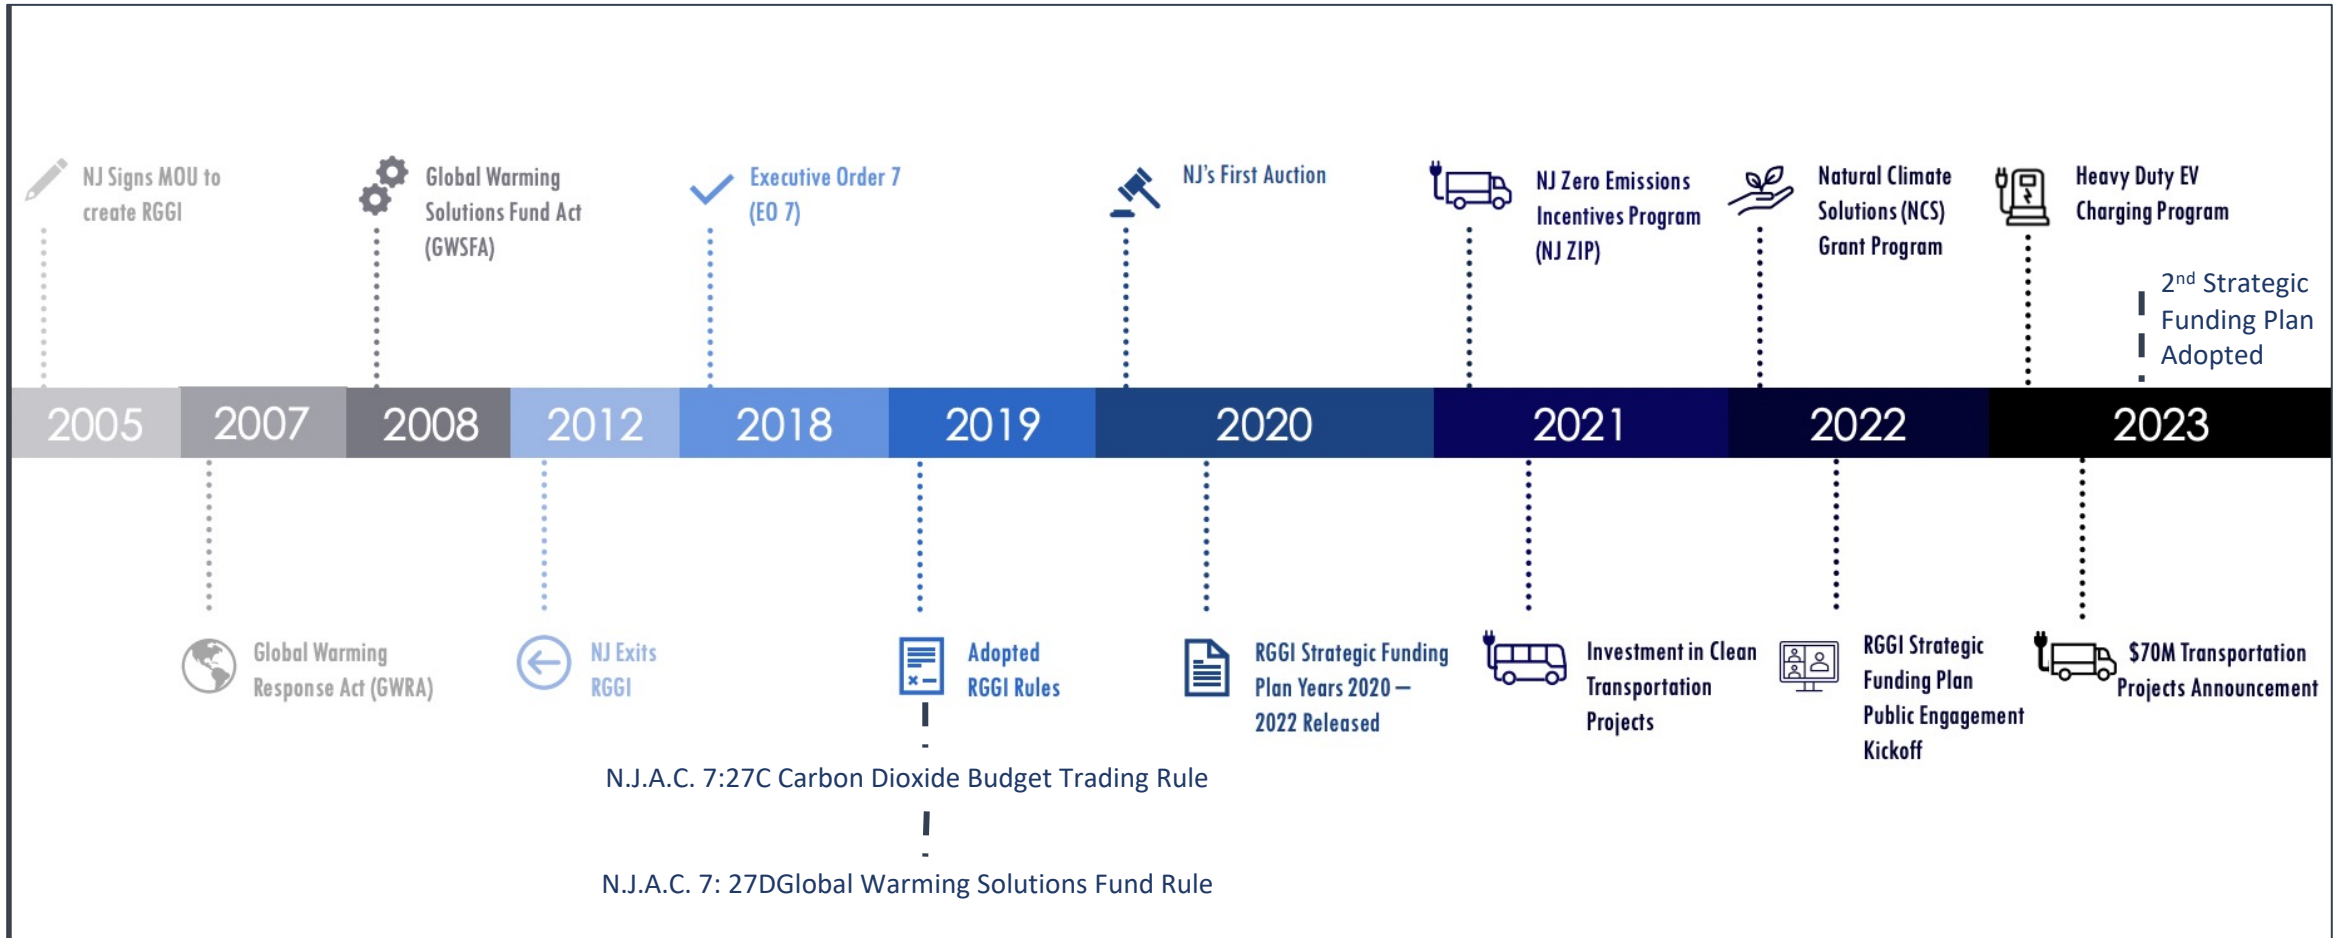 NJ Signs MOU to
create RGGI
Global Warming
Solutions Fund Act
(GWSFA)
Executive Order 7
(EO 7)
NJ's First Auction
NJ Zero Emissions
Incentives Program
(NJ ZIP)
Natural Climate
Solutions (NCS)
Grant Program
Heavy Duty EV
Charging Program
2nd Strategic
Funding Plan
Adopted
2005
2007
2008
2012
2018
2019
2020
2021
2022
2023
Global Warming
Response Act (GWRA)
NJ Exits
RGGI
Adopted
RGGI Rules
RGGI Strategic Funding
Plan Years 2020 –
2022 Released
Investment in Clean
Transportation
Projects
RGGI Strategic
Funding Plan
Public Engagement
Kickoff
$70M Transportation
Projects Announcement
N.J.A.C. 7:27C Carbon Dioxide Budget Trading Rule
N.J.A.C. 7: 27DGlobal Warming Solutions Fund Rule